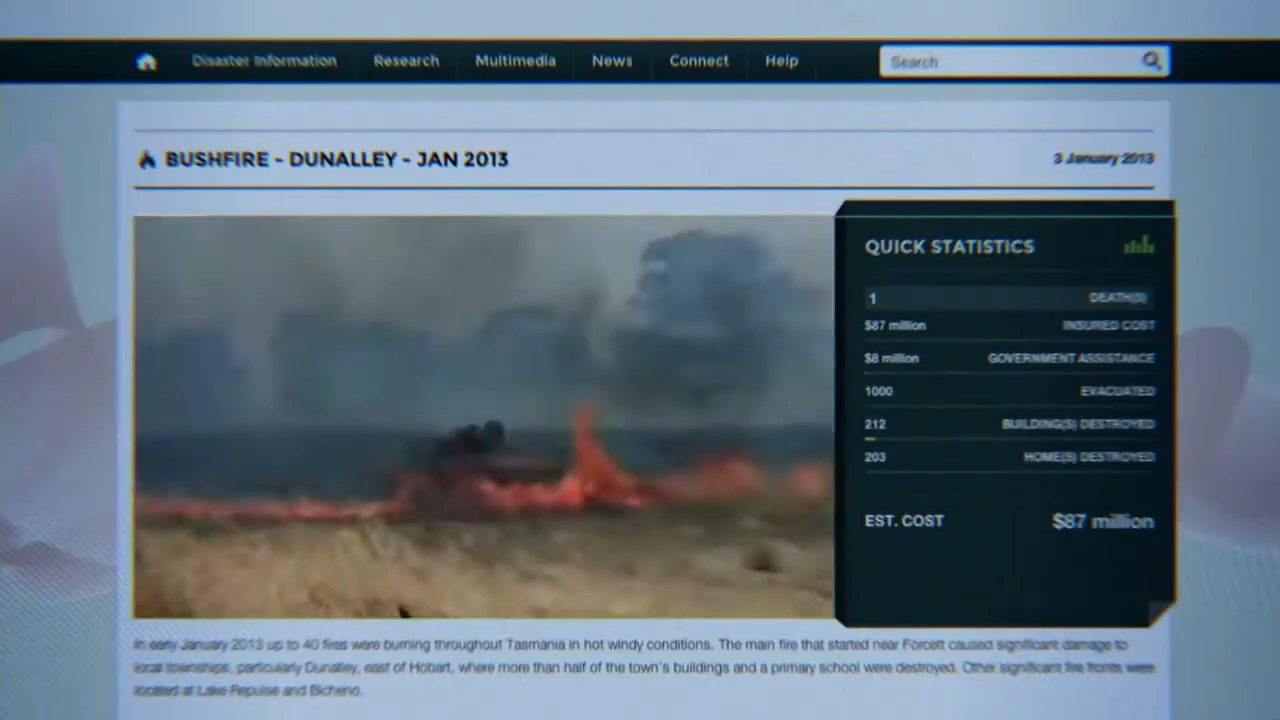 Disaster Information Research Multimedia News Connect Help Search
BUSHFIRE - DUNALLEY - JAN 2013 3 January 2013
QUICK STATISTICS
1 DEATH(S)
$87 million INSURED COST
$8 million GOVERNMENT ASSISTANCE
1000 EVACUATED
212 BUILDING(S) DESTROYED
203 HOME(S) DESTROYED
EST. COST $87 million
In early January 2013 up to 40 fires were burning throughout Tasmania in hot windy conditions. The main fire that started near Forcett caused significant damage to
local townships, particularly Dunalley, east of Hobart, where more than half of the town's buildings and a primary school were destroyed. Other significant fire fronts were
located at Lake Repulse and Bicheno.